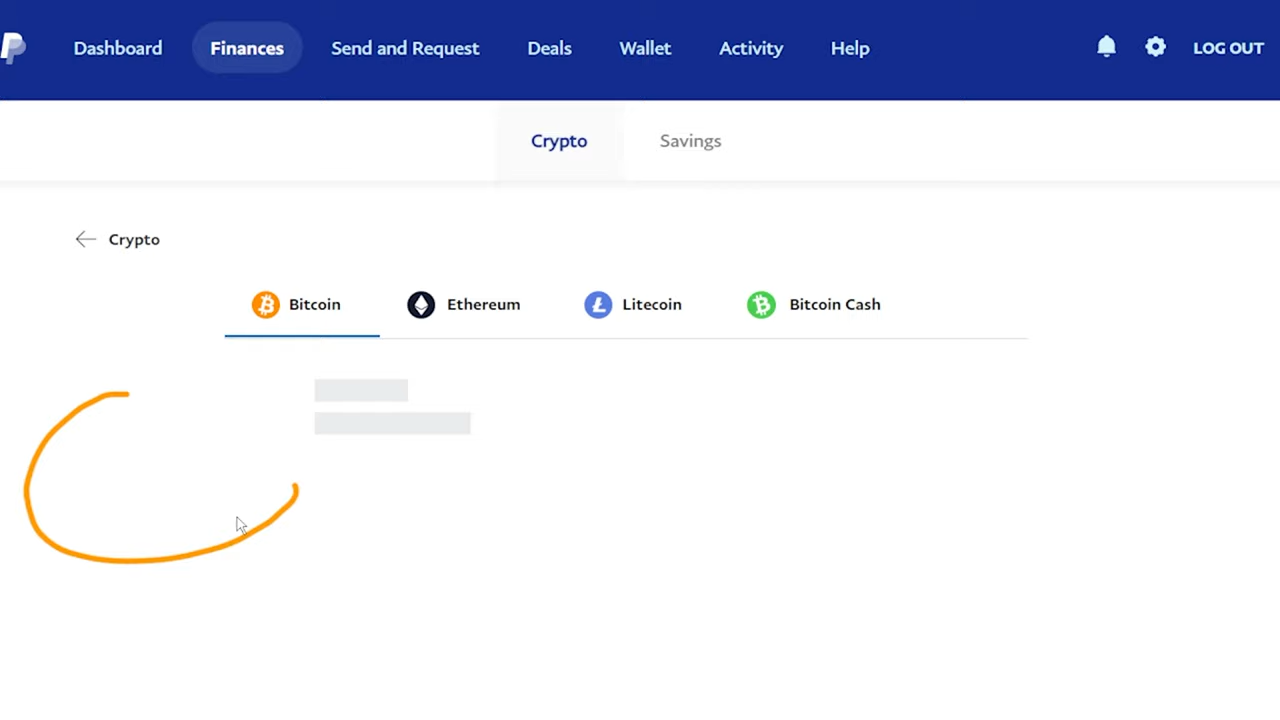 Dashboard Finances Send and Request Deals Wallet Activity Help LOG OUT
Crypto Savings
Crypto
Bitcoin Ethereum Litecoin Bitcoin Cash